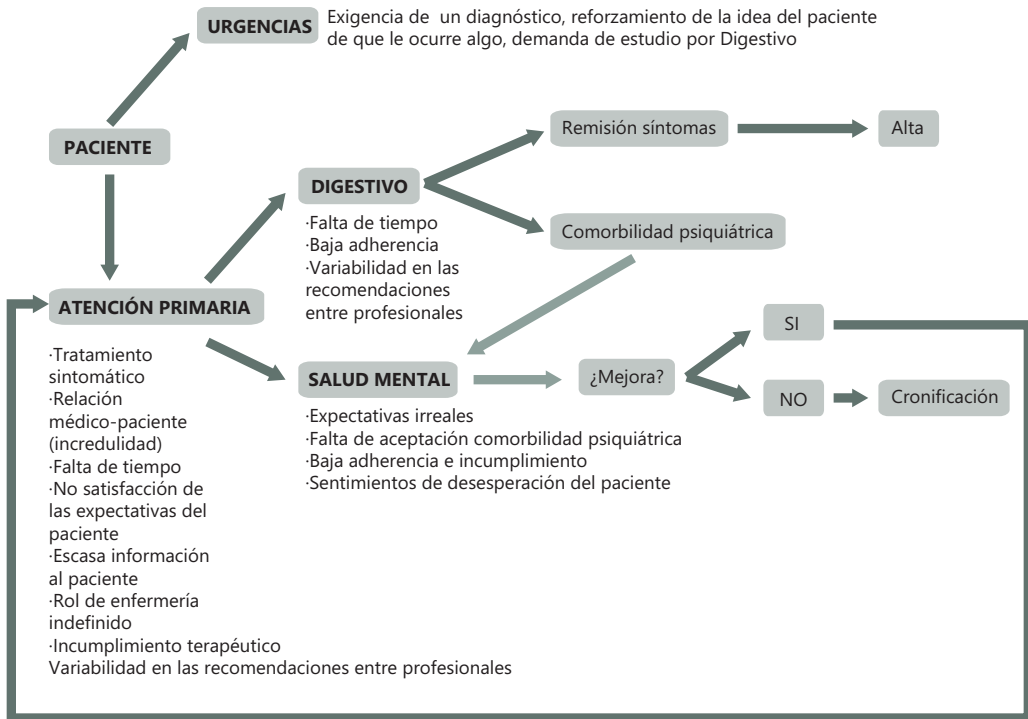 URGENCIAS
Exigencia de un diagnóstico, reforzamiento de la idea del paciente
de que le ocurre algo, demanda de estudio por Digestivo
PACIENTE
Remisión síntomas
Alta
DIGESTIVO
·Falta de tiempo
·Baja adherencia
·Variabilidad en las
recomendaciones
entre profesionales
Comorbilidad psiquiátrica
ATENCIÓN PRIMARIA
·Tratamiento
sintomático
·Relación
médico-paciente
(incredulidad)
·Falta de tiempo
·No satisfacción de
las expectativas del
paciente
·Escasa información
al paciente
·Rol de enfermería
indefinido
·Incumplimiento terapéutico
Variabilidad en las recomendaciones entre profesionales
SALUD MENTAL
·Expectativas irreales
·Falta de aceptación comorbilidad psiquiátrica
·Baja adherencia e incumplimiento
·Sentimientos de desesperación del paciente
¿Mejora?
SI
NO
Cronificación